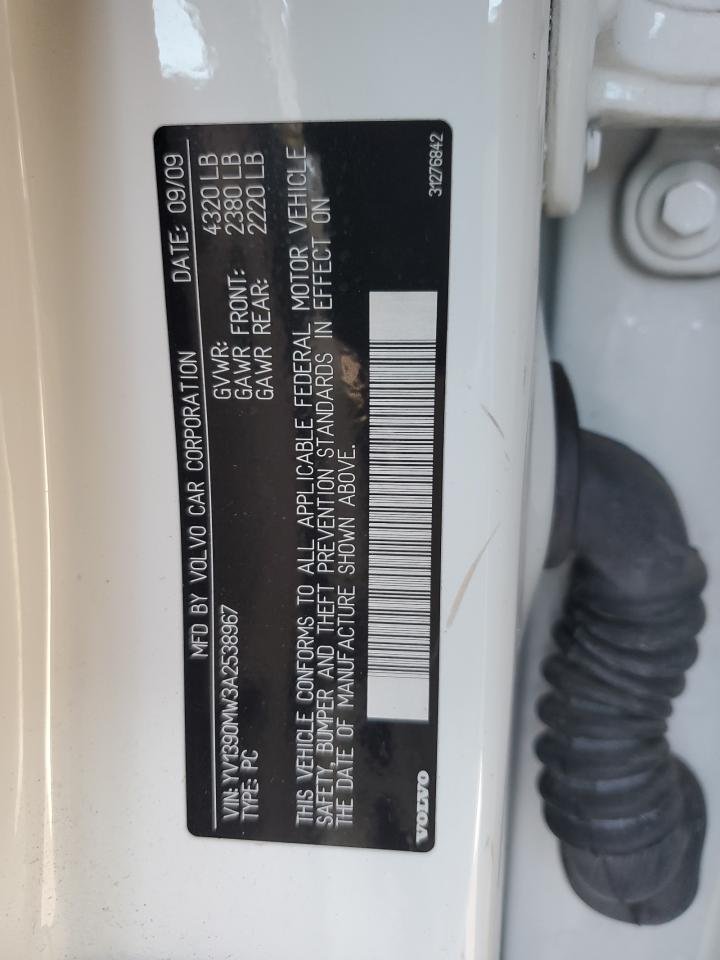 MFD BY VOLVO CAR CORPORATION DATE: 09/09
VIN: YV1390MW3A2538967 GVWR: 4320 LB
TYPE: PC GAWR FRONT: 2380 LB
GAWR REAR: 2220 LB
THIS VEHICLE CONFORMS TO ALL APPLICABLE FEDERAL MOTOR VEHICLE
SAFETY, BUMPER AND THEFT PREVENTION STANDARDS IN EFFECT ON
THE DATE OF MANUFACTURE SHOWN ABOVE.
VOLVO 31276842